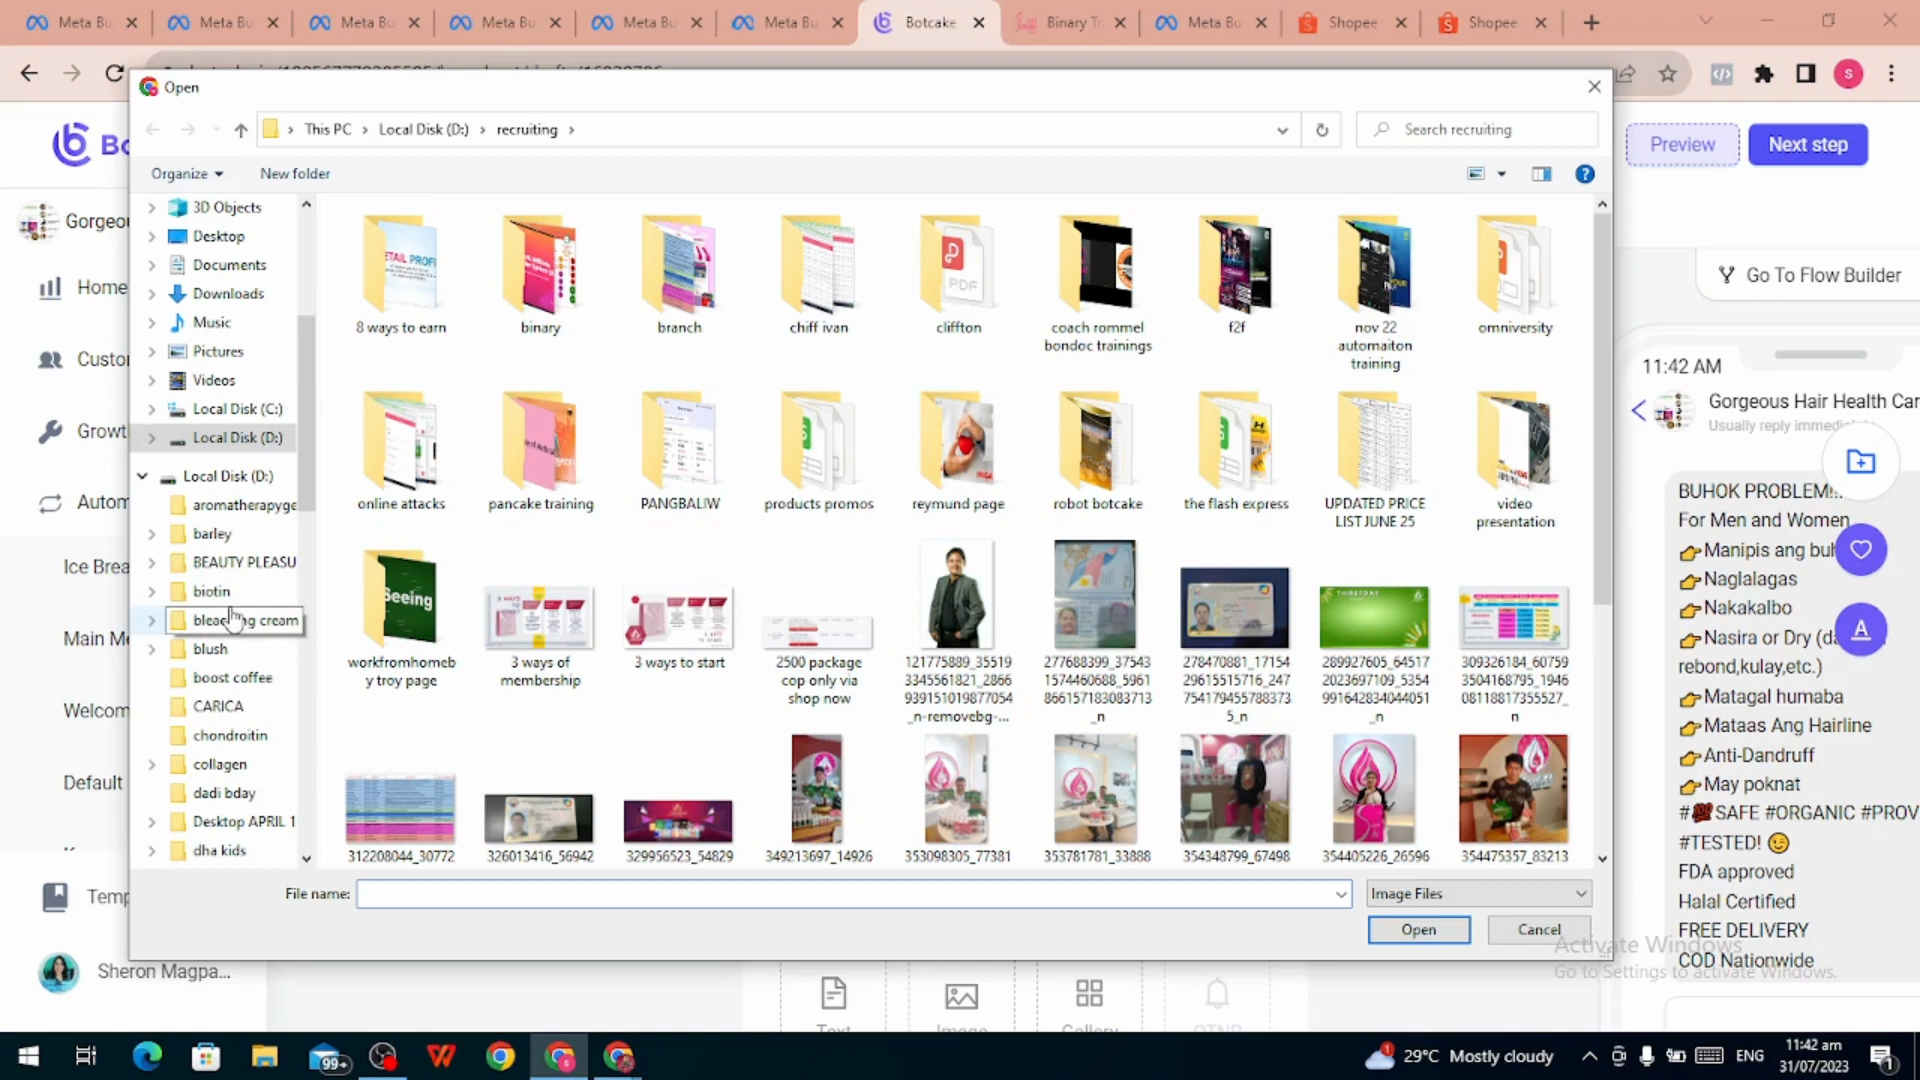 Meta Bu
Meta Bu
Meta Bu
Meta Bu
Meta Bu
Meta Bu
Botcake
Binary Tr
Meta Bu
Shopee
Shopee
S
Open
This PC
Local Disk (D:)
recruiting
Search recruiting
Organize
New folder
Preview
Next step
Go To Flow Builder
Gorgeou
Home
Custo
Growt
Autom
Ice Brea
Main Me
Welcom
Default
Temp
Sheron Magpa...
3D Objects
Desktop
Documents
Downloads
Music
Pictures
Videos
Local Disk (C:)
Local Disk (D:)
Local Disk (D:)
aromatherapyge
barley
BEAUTY PLEASU
biotin
bleaching cream
blush
boost coffee
CARICA
chondroitin
collagen
dadi bday
Desktop APRIL 1
dha kids
8 ways to earn
binary
branch
chiff ivan
PDF
cliffton
coach rommel
bondoc trainings
f2f
nov 22
automaiton
training
omniversity
online attacks
pancake training
PANGBALIW
products promos
reymund page
robot botcake
the flash express
UPDATED PRICE
LIST JUNE 25
video
presentation
Seeing
workfromhomeb
y troy page
3 ways of
membership
3 ways to start
2500 package
cop only via
shop now
121775889_35519
3345561821_2866
939151019877054
_n-removebg-...
277688399_37543
1574460688_5961
866157183083713
_n
278470881_17154
29615515716_247
754179455788373
5_n
289927605_64517
2023697109_5354
991642834044051
_n
309326184_60759
3504168795_1946
08118817355527_
n
312208044_30772
326013416_56942
329956523_54829
349213697_14926
353098305_77381
353781781_33888
354348799_67498
354405226_26596
354475357_83213
File name:
Image Files
Open
Cancel
11:42 AM
Gorgeous Hair Health Car
Usually reply immedi
BUHOK PROBLEM!!
For Men and Women
👉Manipis ang buh
👉Naglalagas
👉Nakakalbo
👉Nasira or Dry (da
rebond,kulay,etc.)
👉Matagal humaba
👉Mataas Ang Hairline
👉Anti-Dandruff
👉May poknat
#💯SAFE #ORGANIC #PROV
#TESTED! 😉
FDA approved
Halal Certified
FREE DELIVERY
COD Nationwide
A
Activate Windows
Go to Settings to activate Windows.
Text
Image
Gallery
OTNR
99+
29°C Mostly cloudy
ENG
11:42 am
31/07/2023